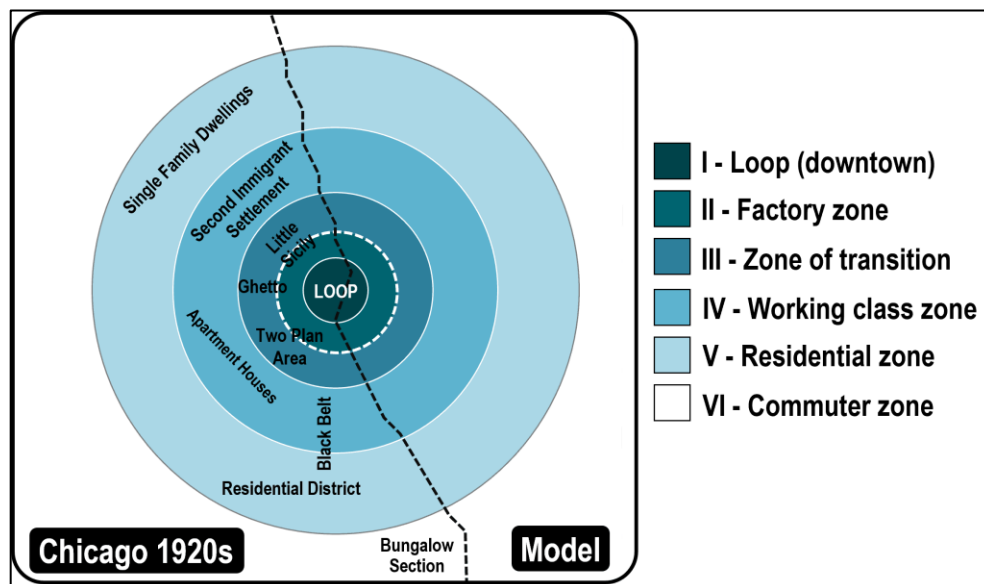 Single Family Dwellings
Second Immigrant
Settlement
Little
Sicily
Ghetto
LOOP
Two Plan
Area
Apartment Houses
Black Belt
Residential District
Bungalow
Section
Chicago 1920s
Model
I - Loop (downtown)
II - Factory zone
III - Zone of transition
IV - Working class zone
V - Residential zone
VI - Commuter zone